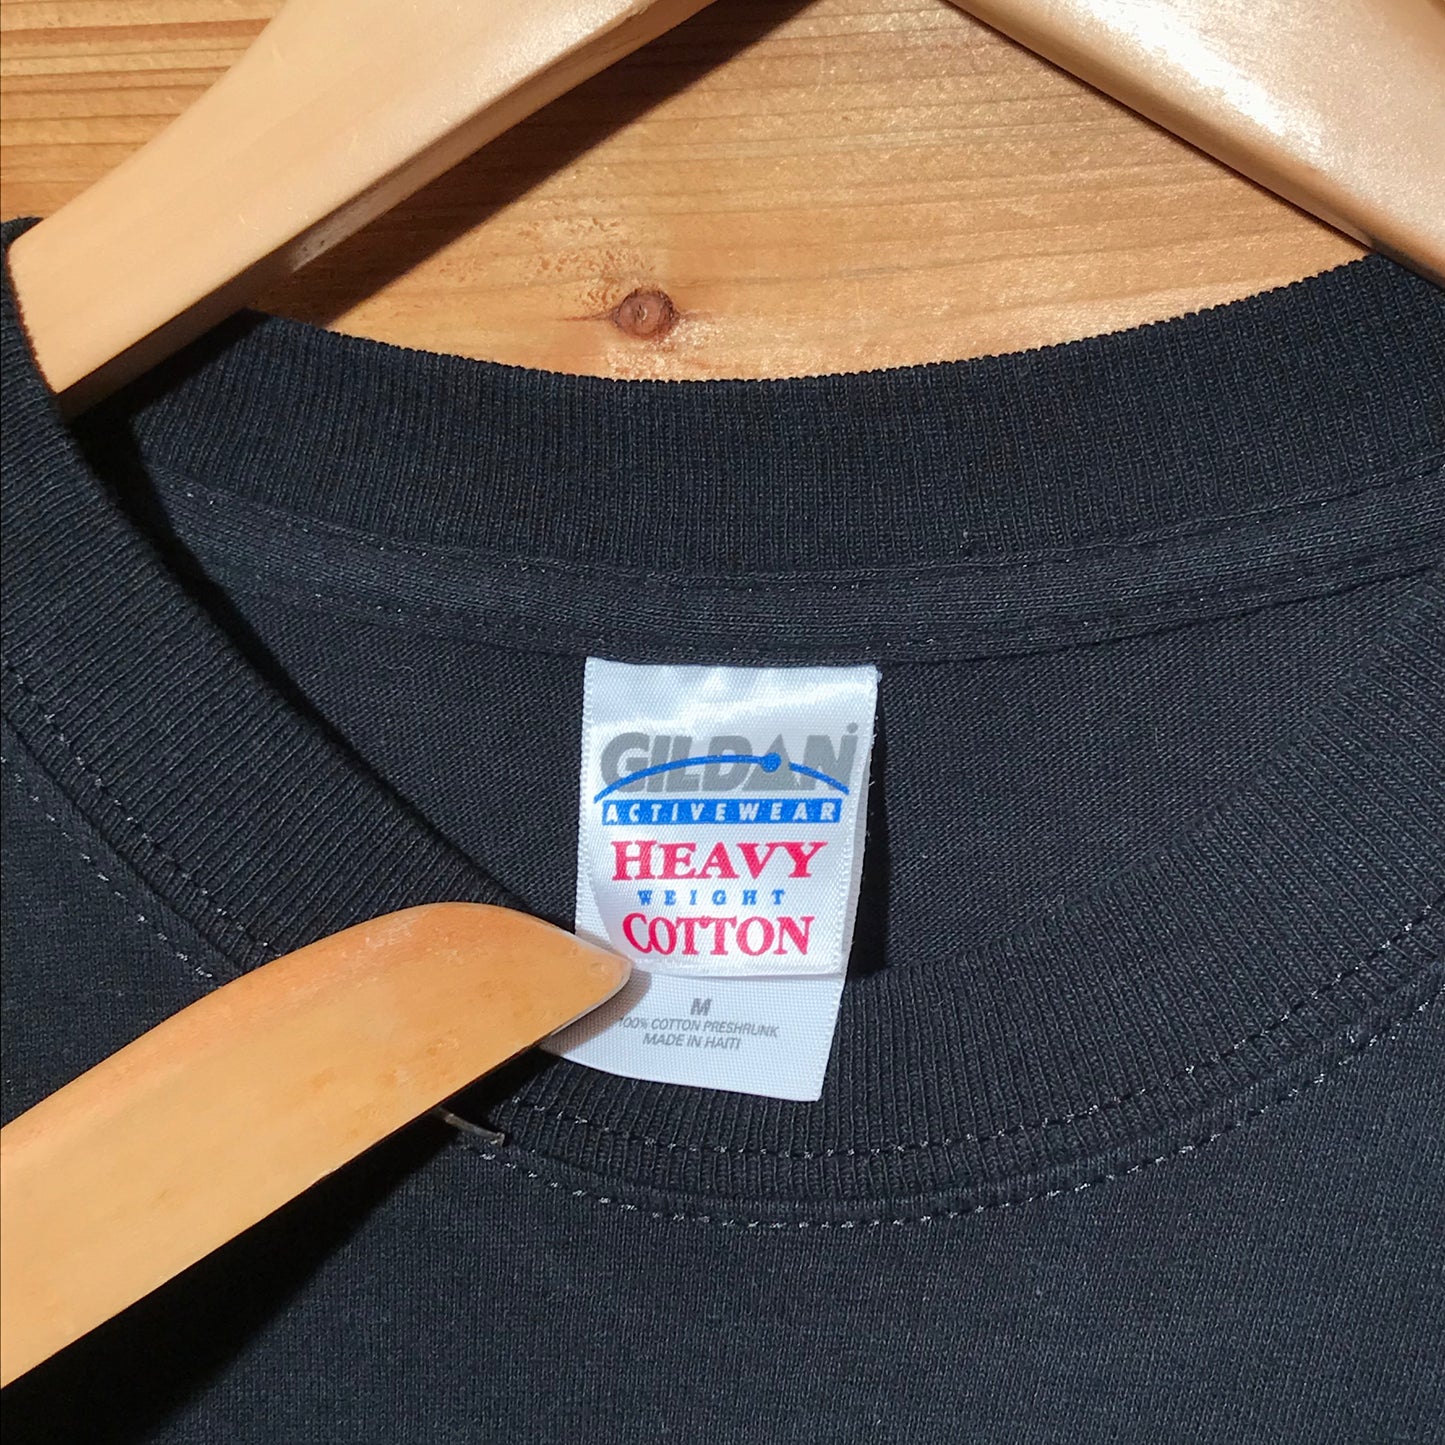 GILDAN
ACTIVEWEAR
HEAVY
WEIGHT
COTTON
M
100% COTTON PRESHRUNK
MADE IN HAITI